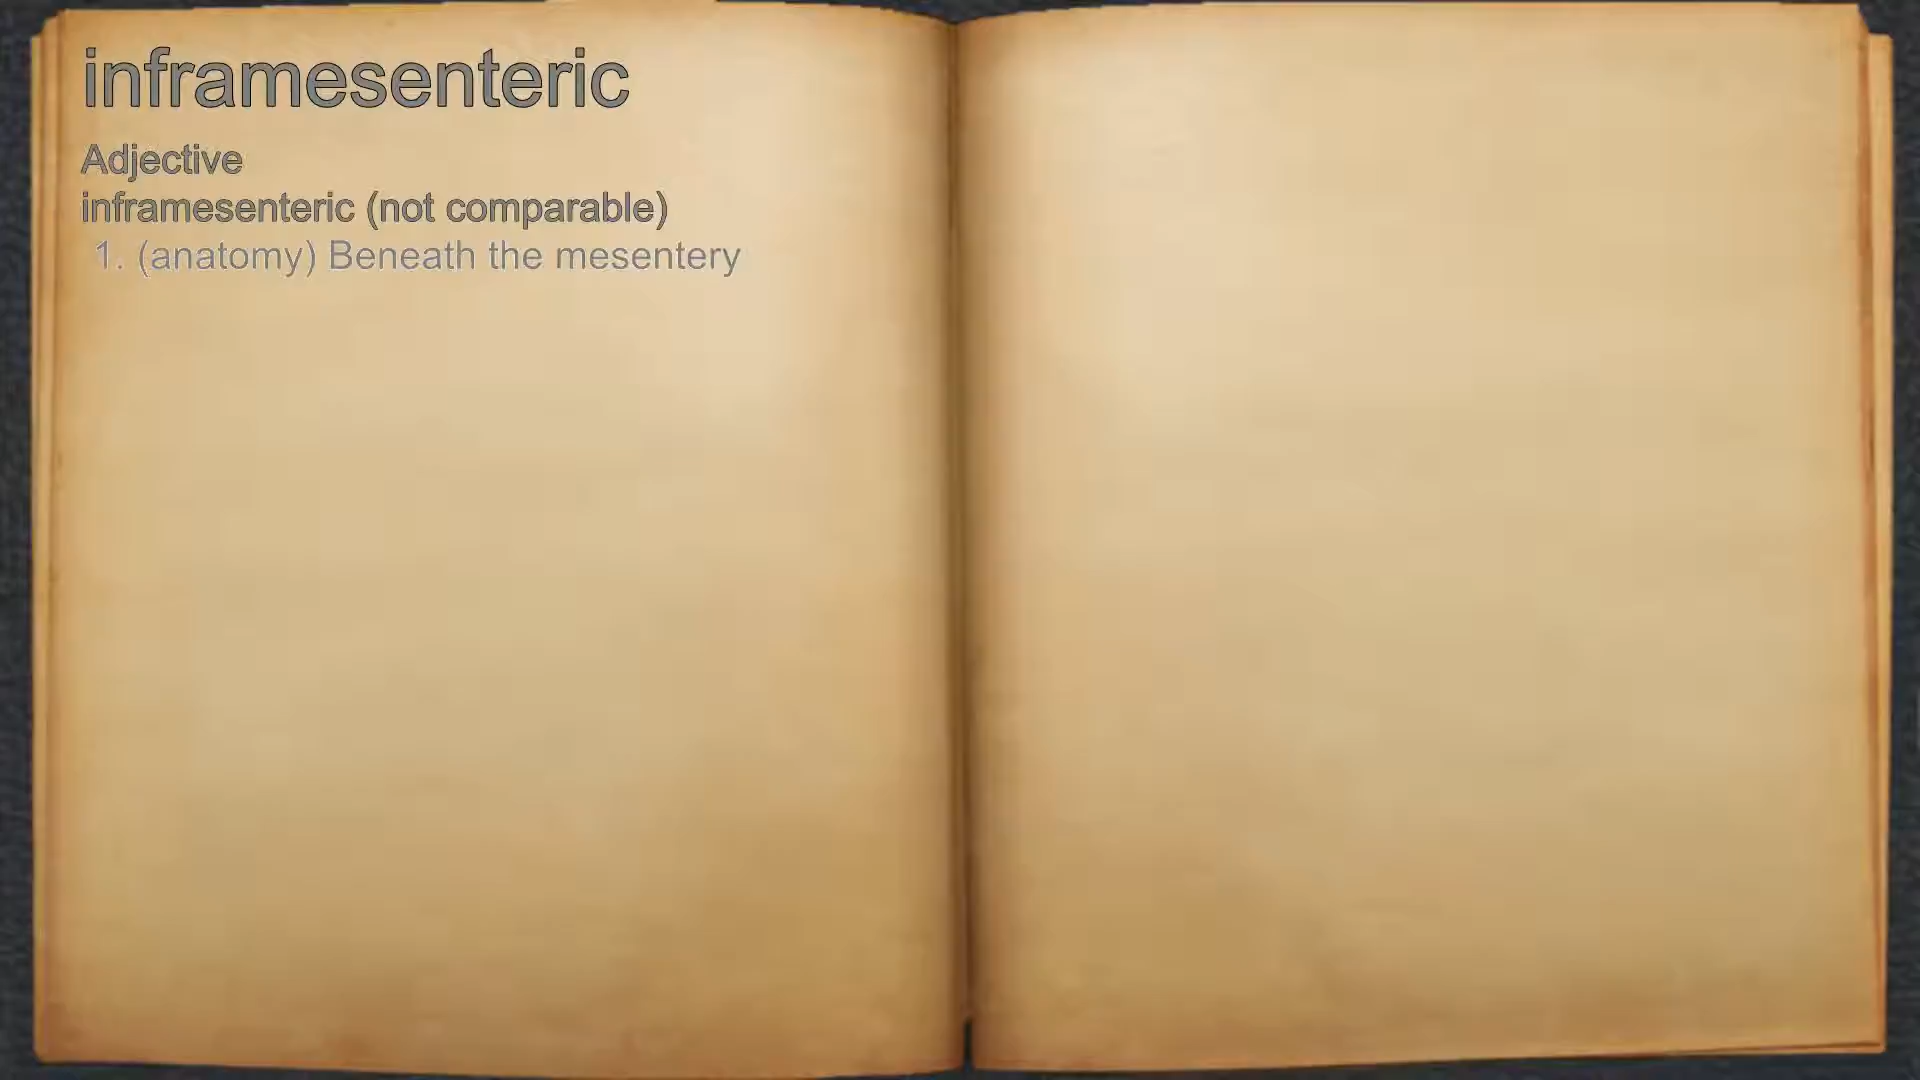 inframesenteric
Adjective
inframesenteric (not comparable)
1. (anatomy) Beneath the mesentery